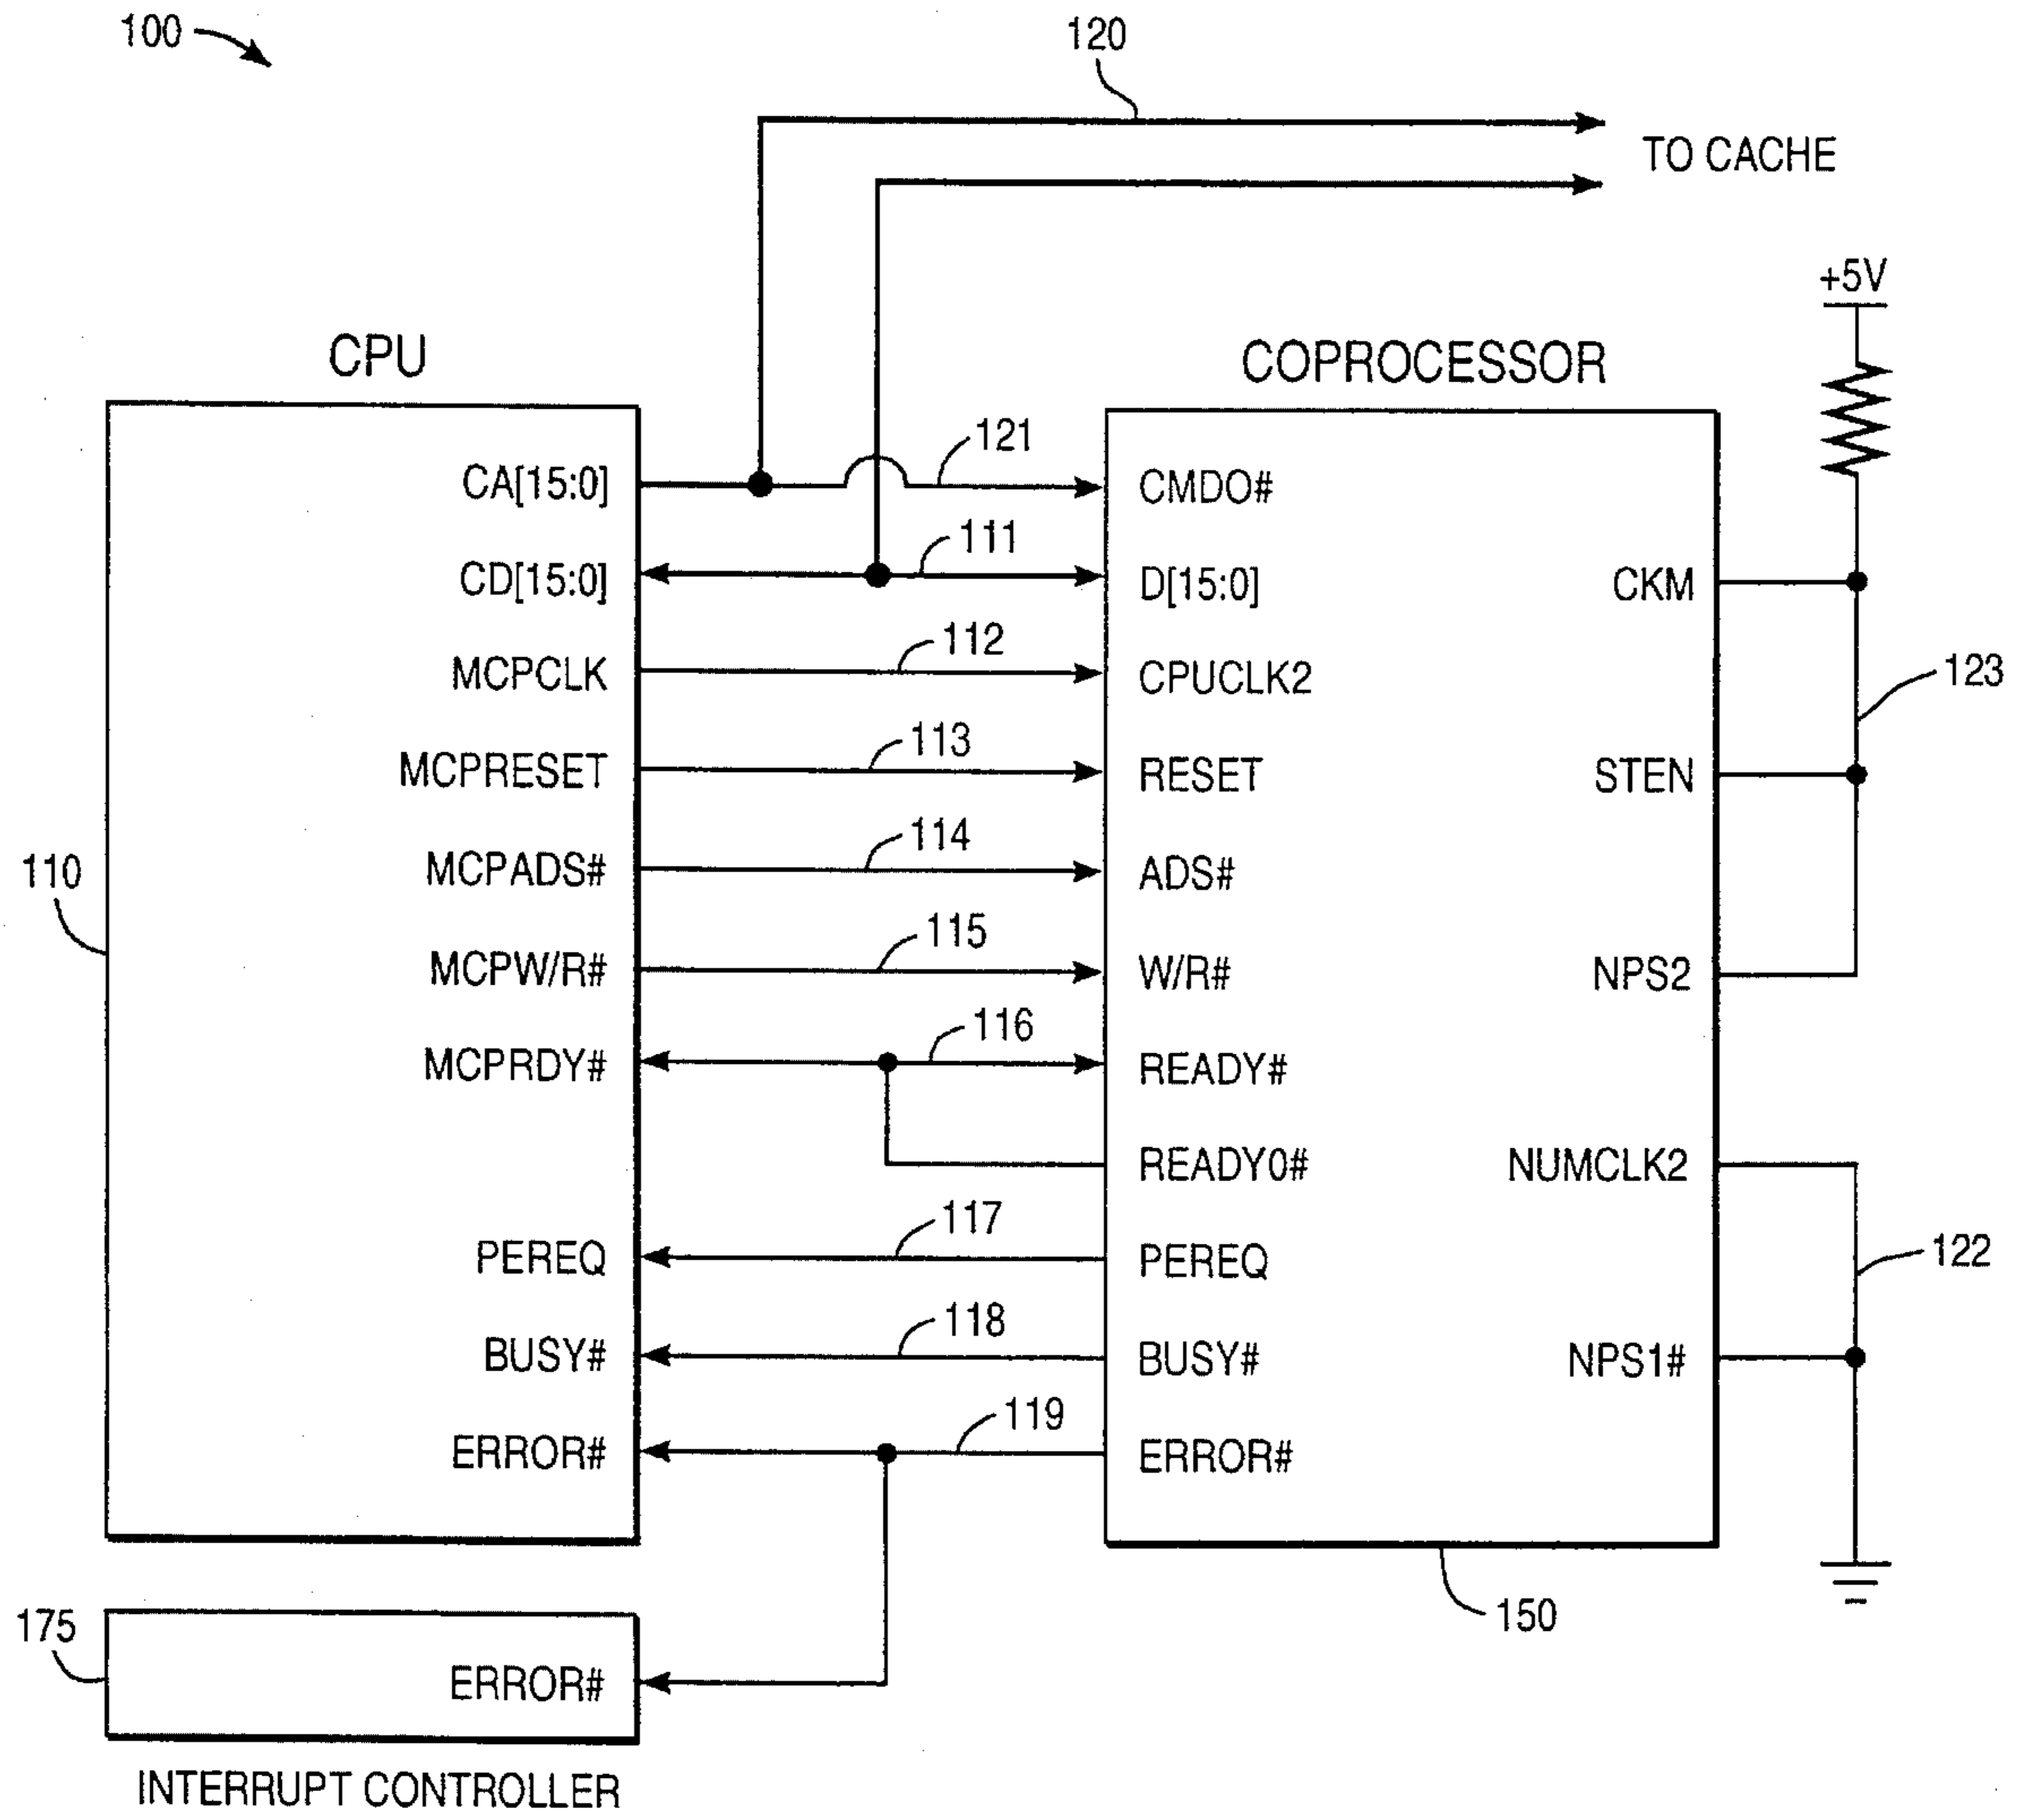 100
120
TO CACHE
+5V
CPU
COPROCESSOR
CA[15:0]
121
CMDO#
CD[15:0]
111
D[15:0]
CKM
MCPCLK
112
CPUCLK2
123
MCPRESET
113
RESET
STEN
110
MCPADS#
114
ADS#
MCPW/R#
115
W/R#
NPS2
MCPRDY#
116
READY#
READY0#
NUMCLK2
PEREQ
117
PEREQ
122
BUSY#
118
BUSY#
NPS1#
ERROR#
119
ERROR#
150
175
ERROR#
INTERRUPT CONTROLLER